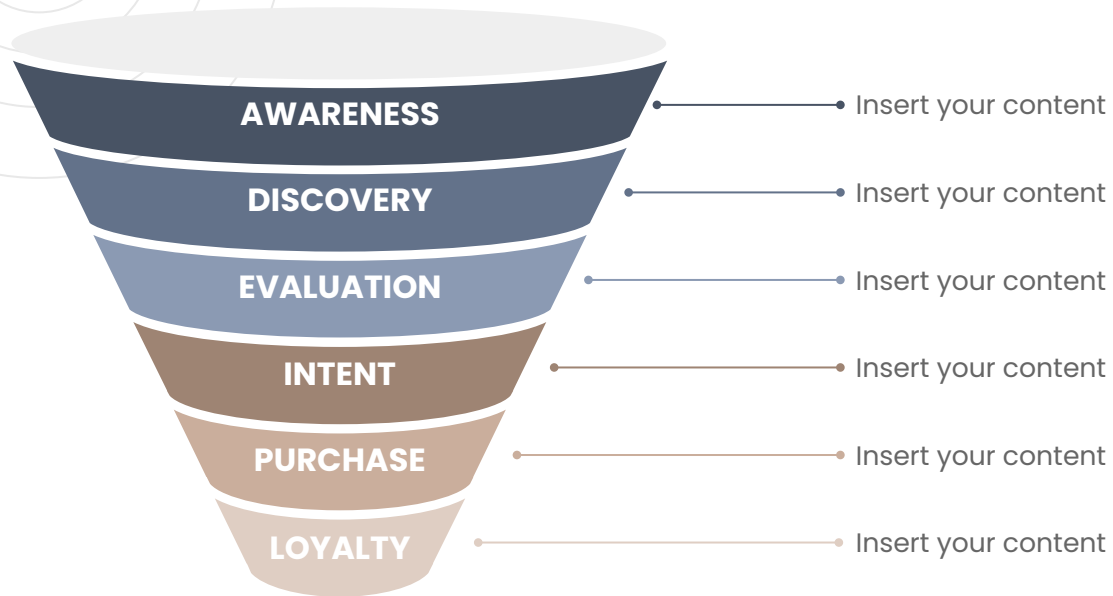 AWARENESS
Insert your content
DISCOVERY
Insert your content
EVALUATION
Insert your content
INTENT
Insert your content
PURCHASE
Insert your content
LOYALTY
Insert your content